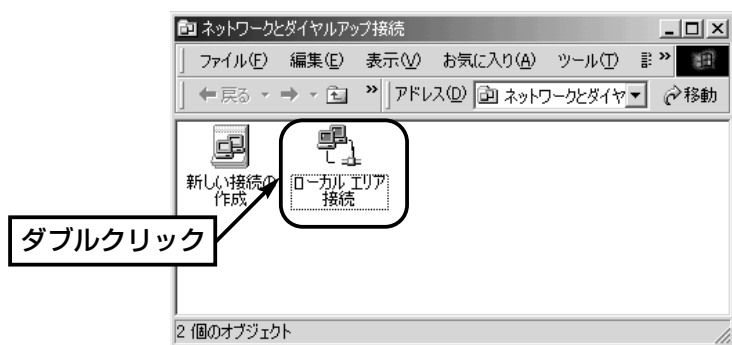 ネットワークとダイヤルアップ接続
ファイル(F) 編集(E) 表示(V) お気に入り(A) ツール(T) »
戻る » アドレス(D) ネットワークとダイヤ 移動
新しい接続の
作成
ローカル エリア
接続
ダブルクリック
2 個のオブジェクト